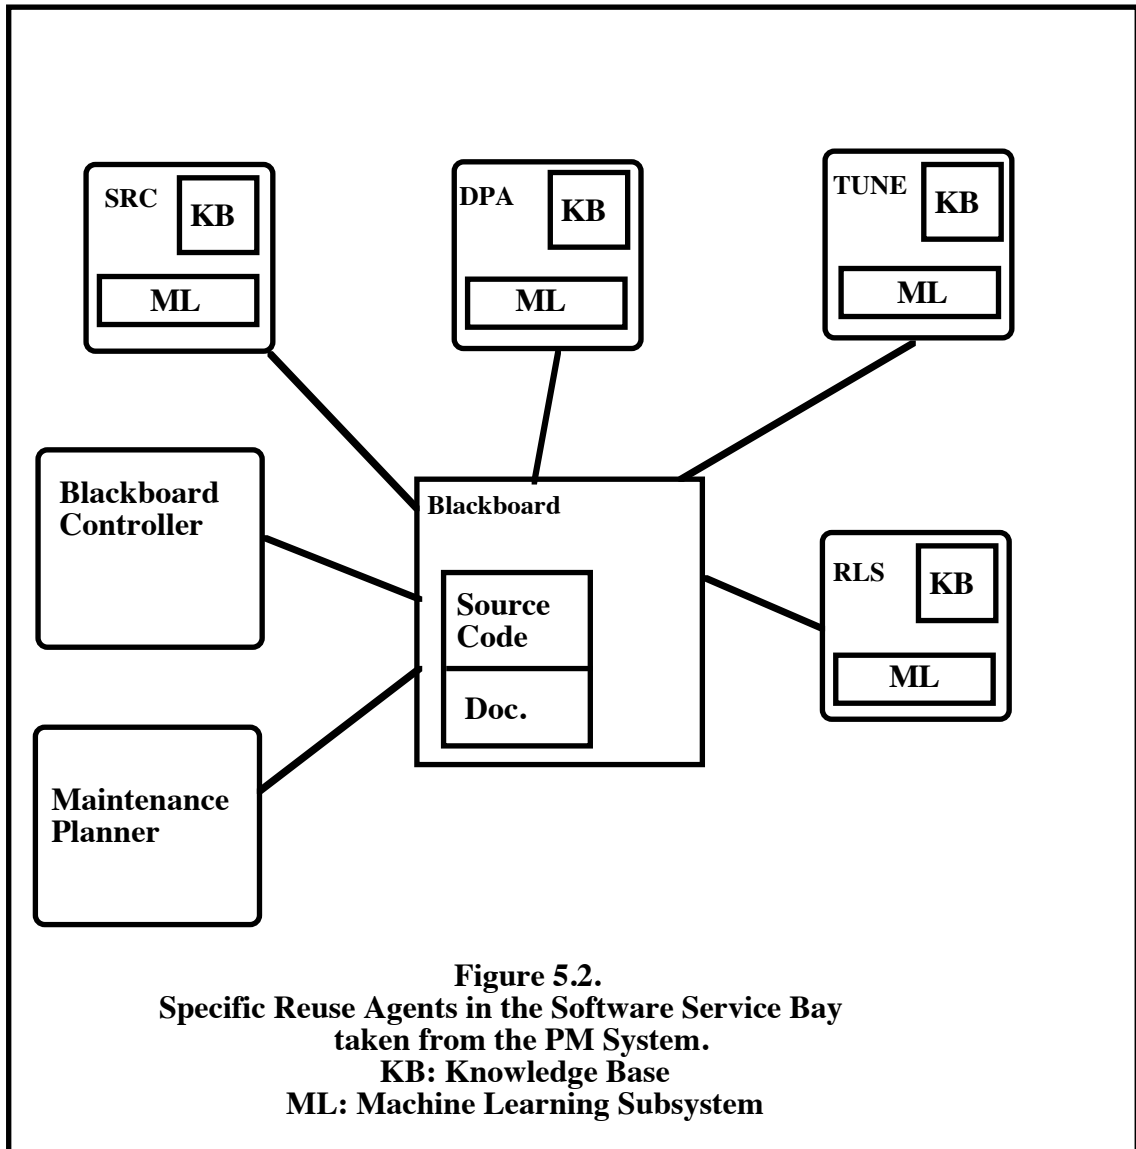 SRC
KB
ML
DPA
KB
ML
TUNE
KB
ML
Blackboard
Controller
Blackboard
Source
Code
Doc.
RLS
KB
ML
Maintenance
Planner
Figure 5.2.
Specific Reuse Agents in the Software Service Bay
taken from the PM System.
KB: Knowledge Base
ML: Machine Learning Subsystem